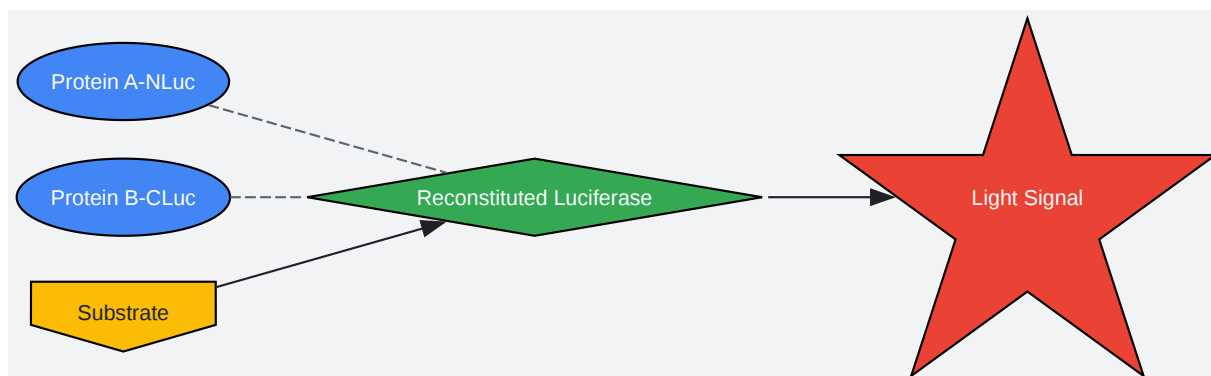 Protein A-NLuc
Protein B-CLuc
Reconstituted Luciferase
Light Signal
Substrate